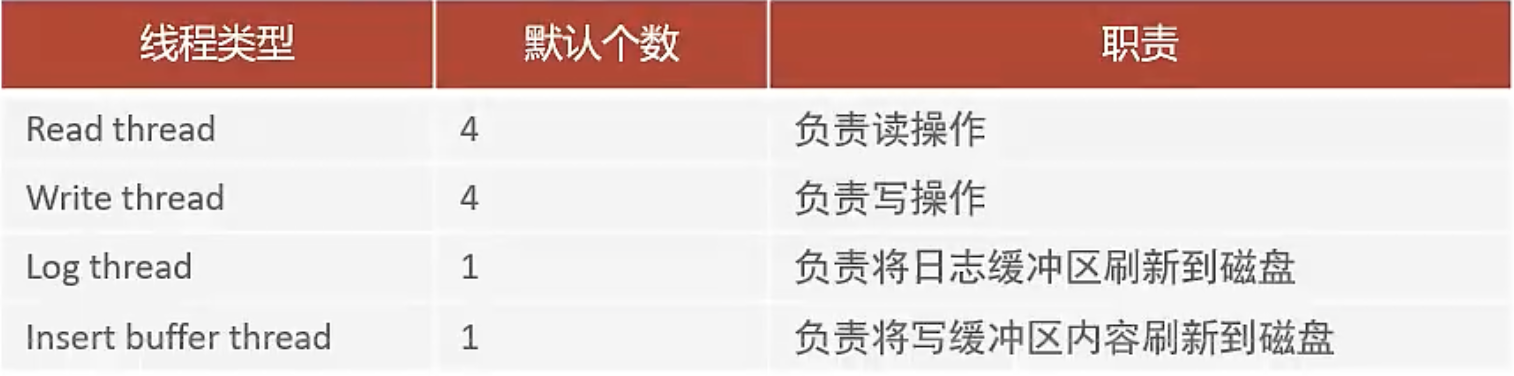 线程类型 默认个数 职责
Read thread 4 负责读操作
Write thread 4 负责写操作
Log thread 1 负责将日志缓冲区刷新到磁盘
Insert buffer thread 1 负责将写缓冲区内容刷新到磁盘